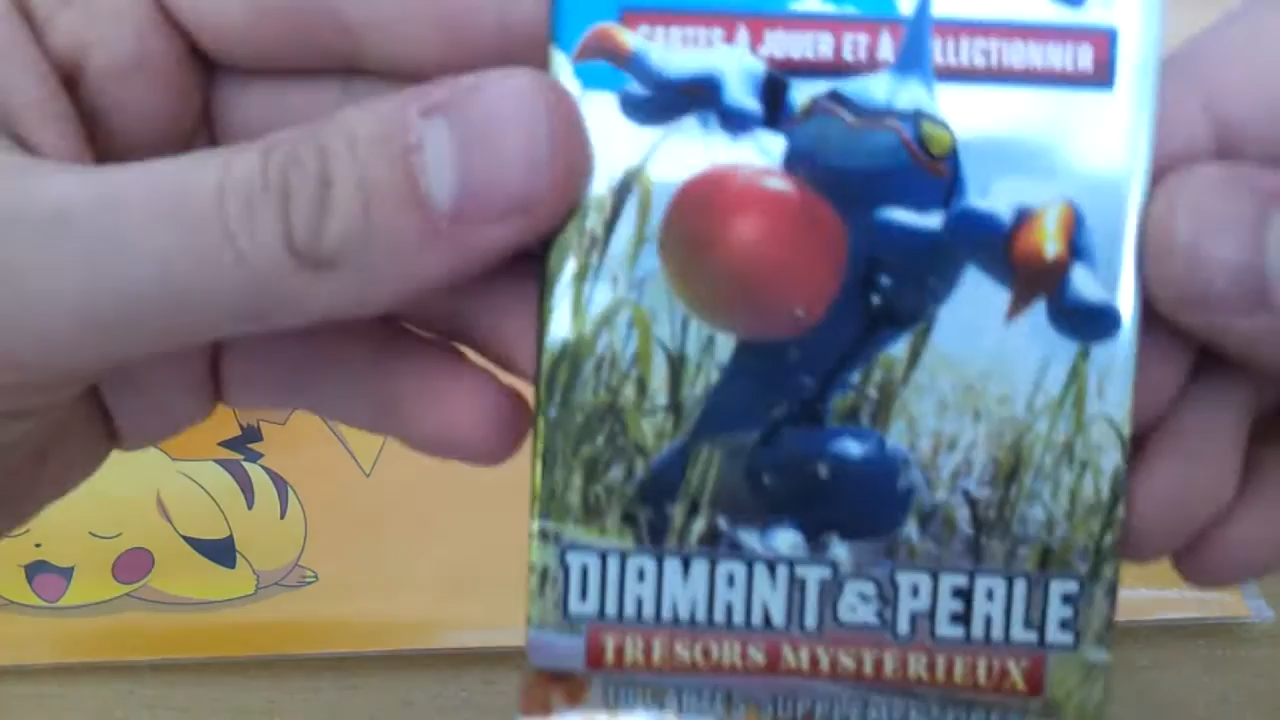 CARTES À JOUER ET À COLLECTIONNER
DIAMANT & PERLE
TRÉSORS MYSTÉRIEUX